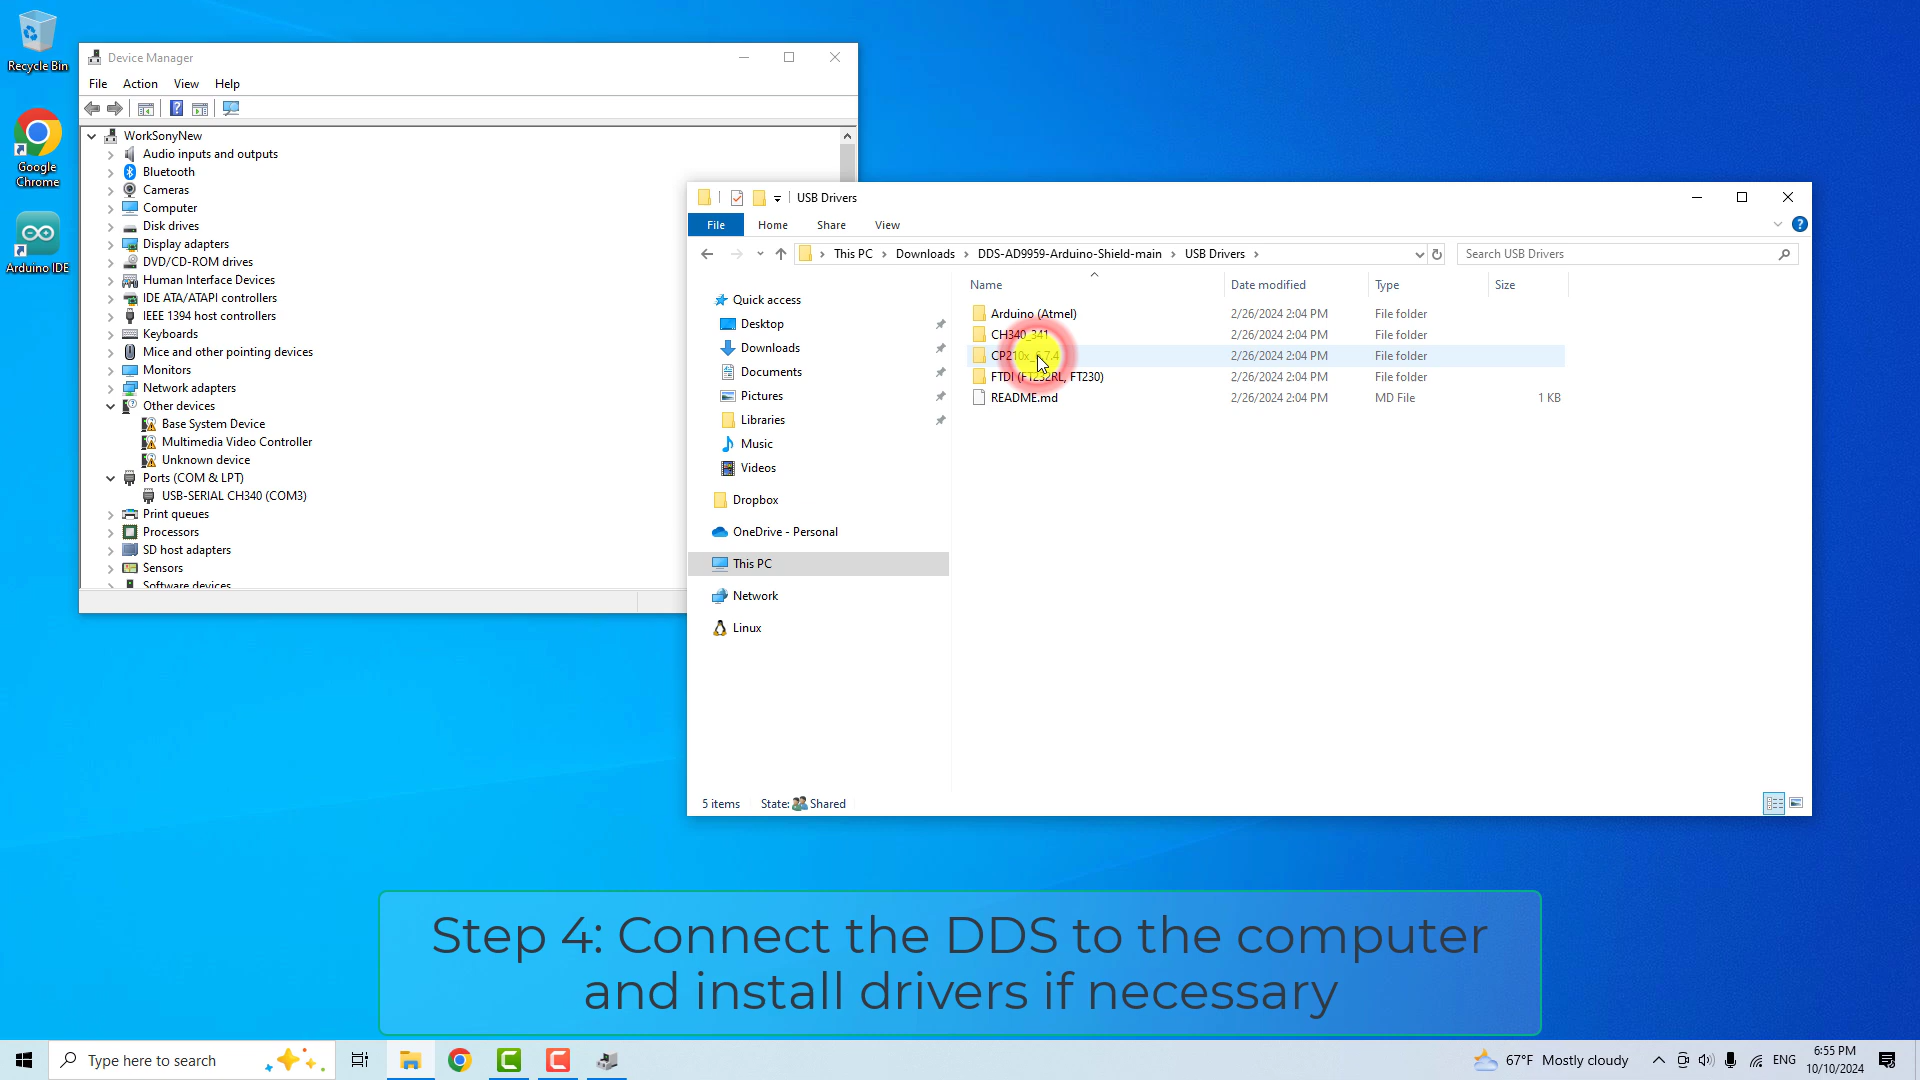 Recycle Bin
Google
Chrome
Arduino IDE
Device Manager
File Action View Help
WorkSonyNew
Audio inputs and outputs
Bluetooth
Cameras
Computer
Disk drives
Display adapters
DVD/CD-ROM drives
Human Interface Devices
IDE ATA/ATAPI controllers
IEEE 1394 host controllers
Keyboards
Mice and other pointing devices
Monitors
Network adapters
Other devices
Base System Device
Multimedia Video Controller
Unknown device
Ports (COM & LPT)
USB-SERIAL CH340 (COM3)
Print queues
Processors
SD host adapters
Sensors
Software devices
USB Drivers
File Home Share View
This PC > Downloads > DDS-AD9959-Arduino-Shield-main > USB Drivers >
Search USB Drivers
Quick access
Desktop
Downloads
Documents
Pictures
Libraries
Music
Videos
Dropbox
OneDrive - Personal
This PC
Network
Linux
Name Date modified Type Size
Arduino (Atmel) 2/26/2024 2:04 PM File folder
CH340_341 2/26/2024 2:04 PM File folder
CP210x_6.7.4 2/26/2024 2:04 PM File folder
FTDI (FT232RL, FT230) 2/26/2024 2:04 PM File folder
README.md 2/26/2024 2:04 PM MD File 1 KB
5 items State: Shared
Step 4: Connect the DDS to the computer
and install drivers if necessary
Type here to search
67°F Mostly cloudy
ENG
6:55 PM
10/10/2024